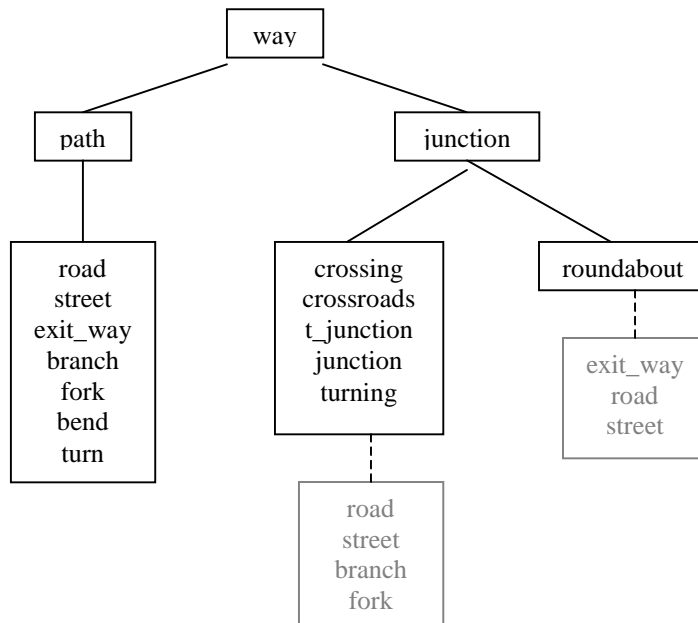 way
path
junction
road
street
exit_way
branch
fork
bend
turn
crossing
crossroads
t_junction
junction
turning
roundabout
exit_way
road
street
road
street
branch
fork